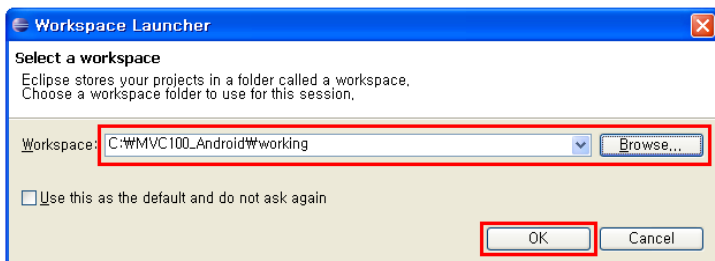 Workspace Launcher
Select a workspace
Eclipse stores your projects in a folder called a workspace.
Choose a workspace folder to use for this session.
Workspace: C:₩MVC100_Android₩working Browse...
Use this as the default and do not ask again
OK Cancel